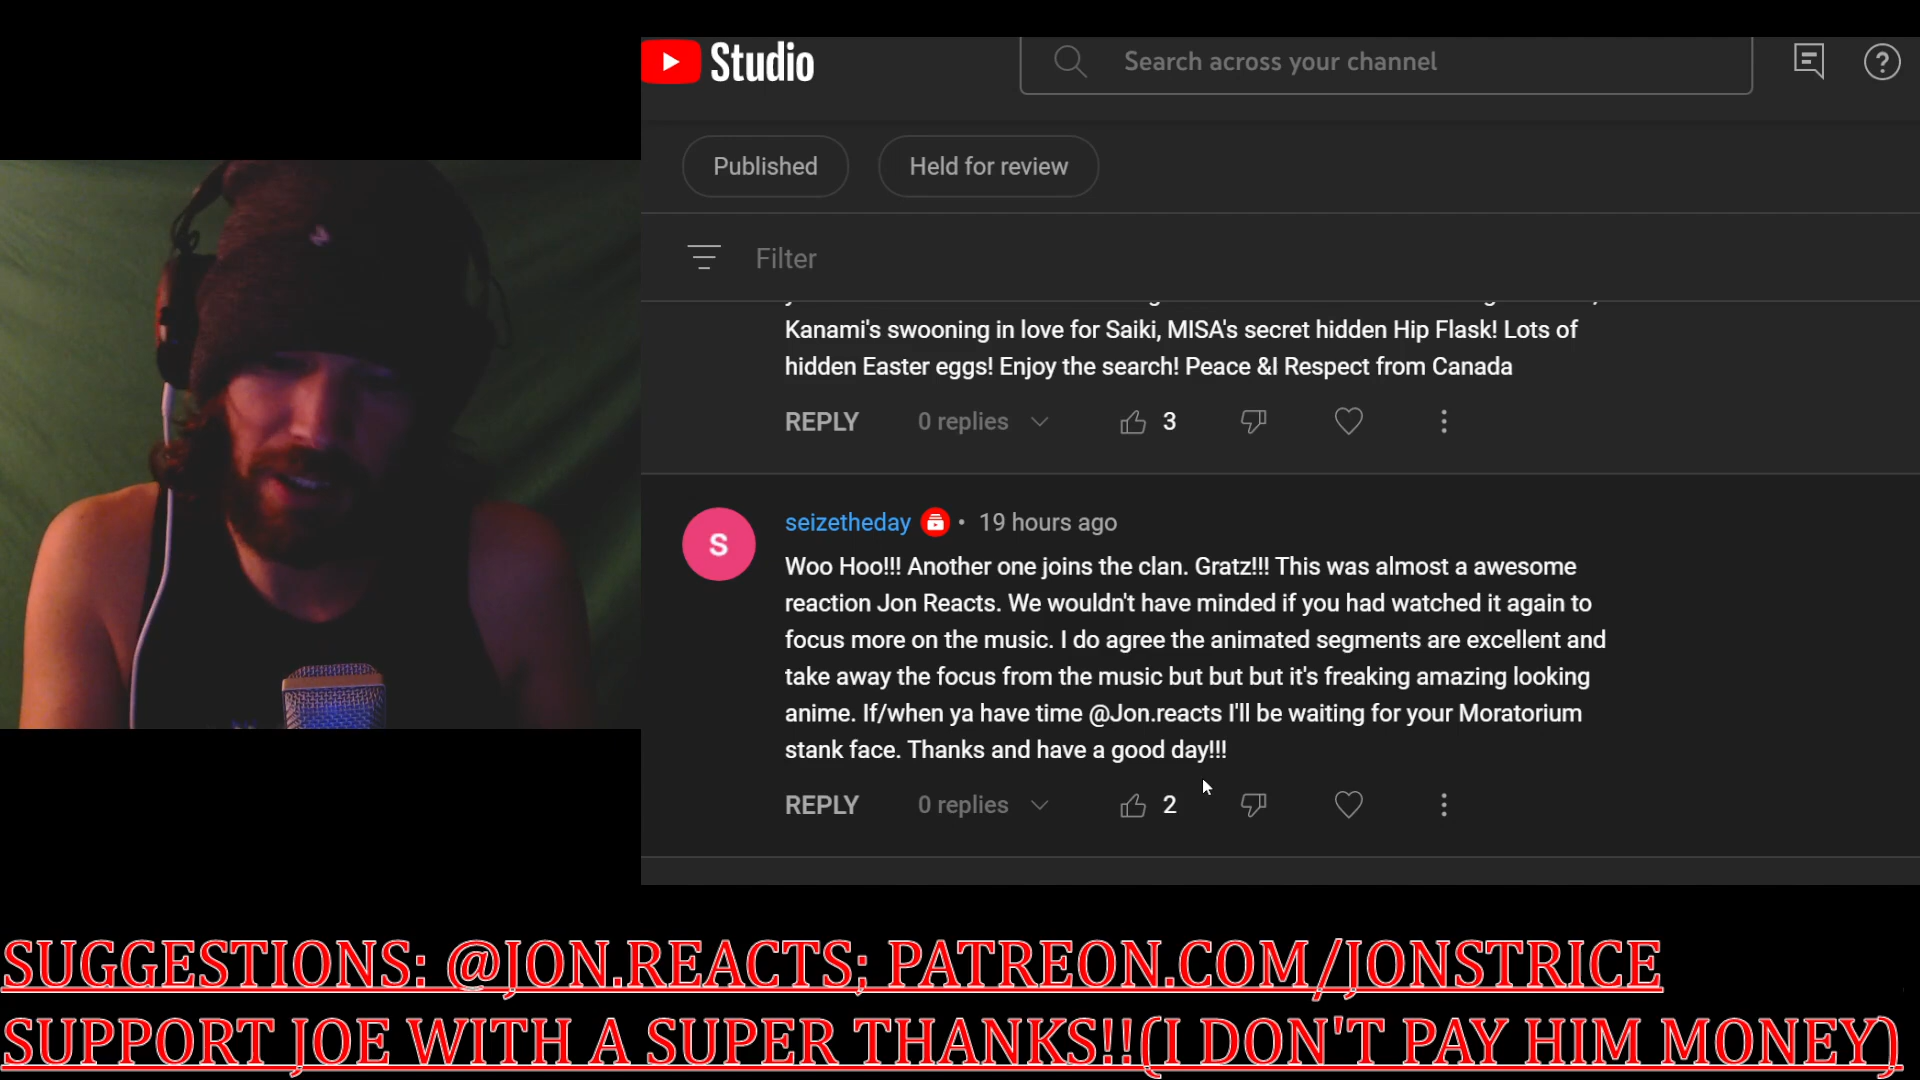 Studio
Search across your channel
Published
Held for review
Filter
Kanami's swooning in love for Saiki, MISA's secret hidden Hip Flask! Lots of
hidden Easter eggs! Enjoy the search! Peace &I Respect from Canada
REPLY 0 replies 3
S
seizetheday • 19 hours ago
Woo Hoo!!! Another one joins the clan. Gratz!!! This was almost a awesome
reaction Jon Reacts. We wouldn't have minded if you had watched it again to
focus more on the music. I do agree the animated segments are excellent and
take away the focus from the music but but but it's freaking amazing looking
anime. If/when ya have time @Jon.reacts I'll be waiting for your Moratorium
stank face. Thanks and have a good day!!!
REPLY 0 replies 2
SUGGESTIONS: @JON.REACTS; PATREON.COM/JONSTRICE
SUPPORT JOE WITH A SUPER THANKS!!(I DON'T PAY HIM MONEY)